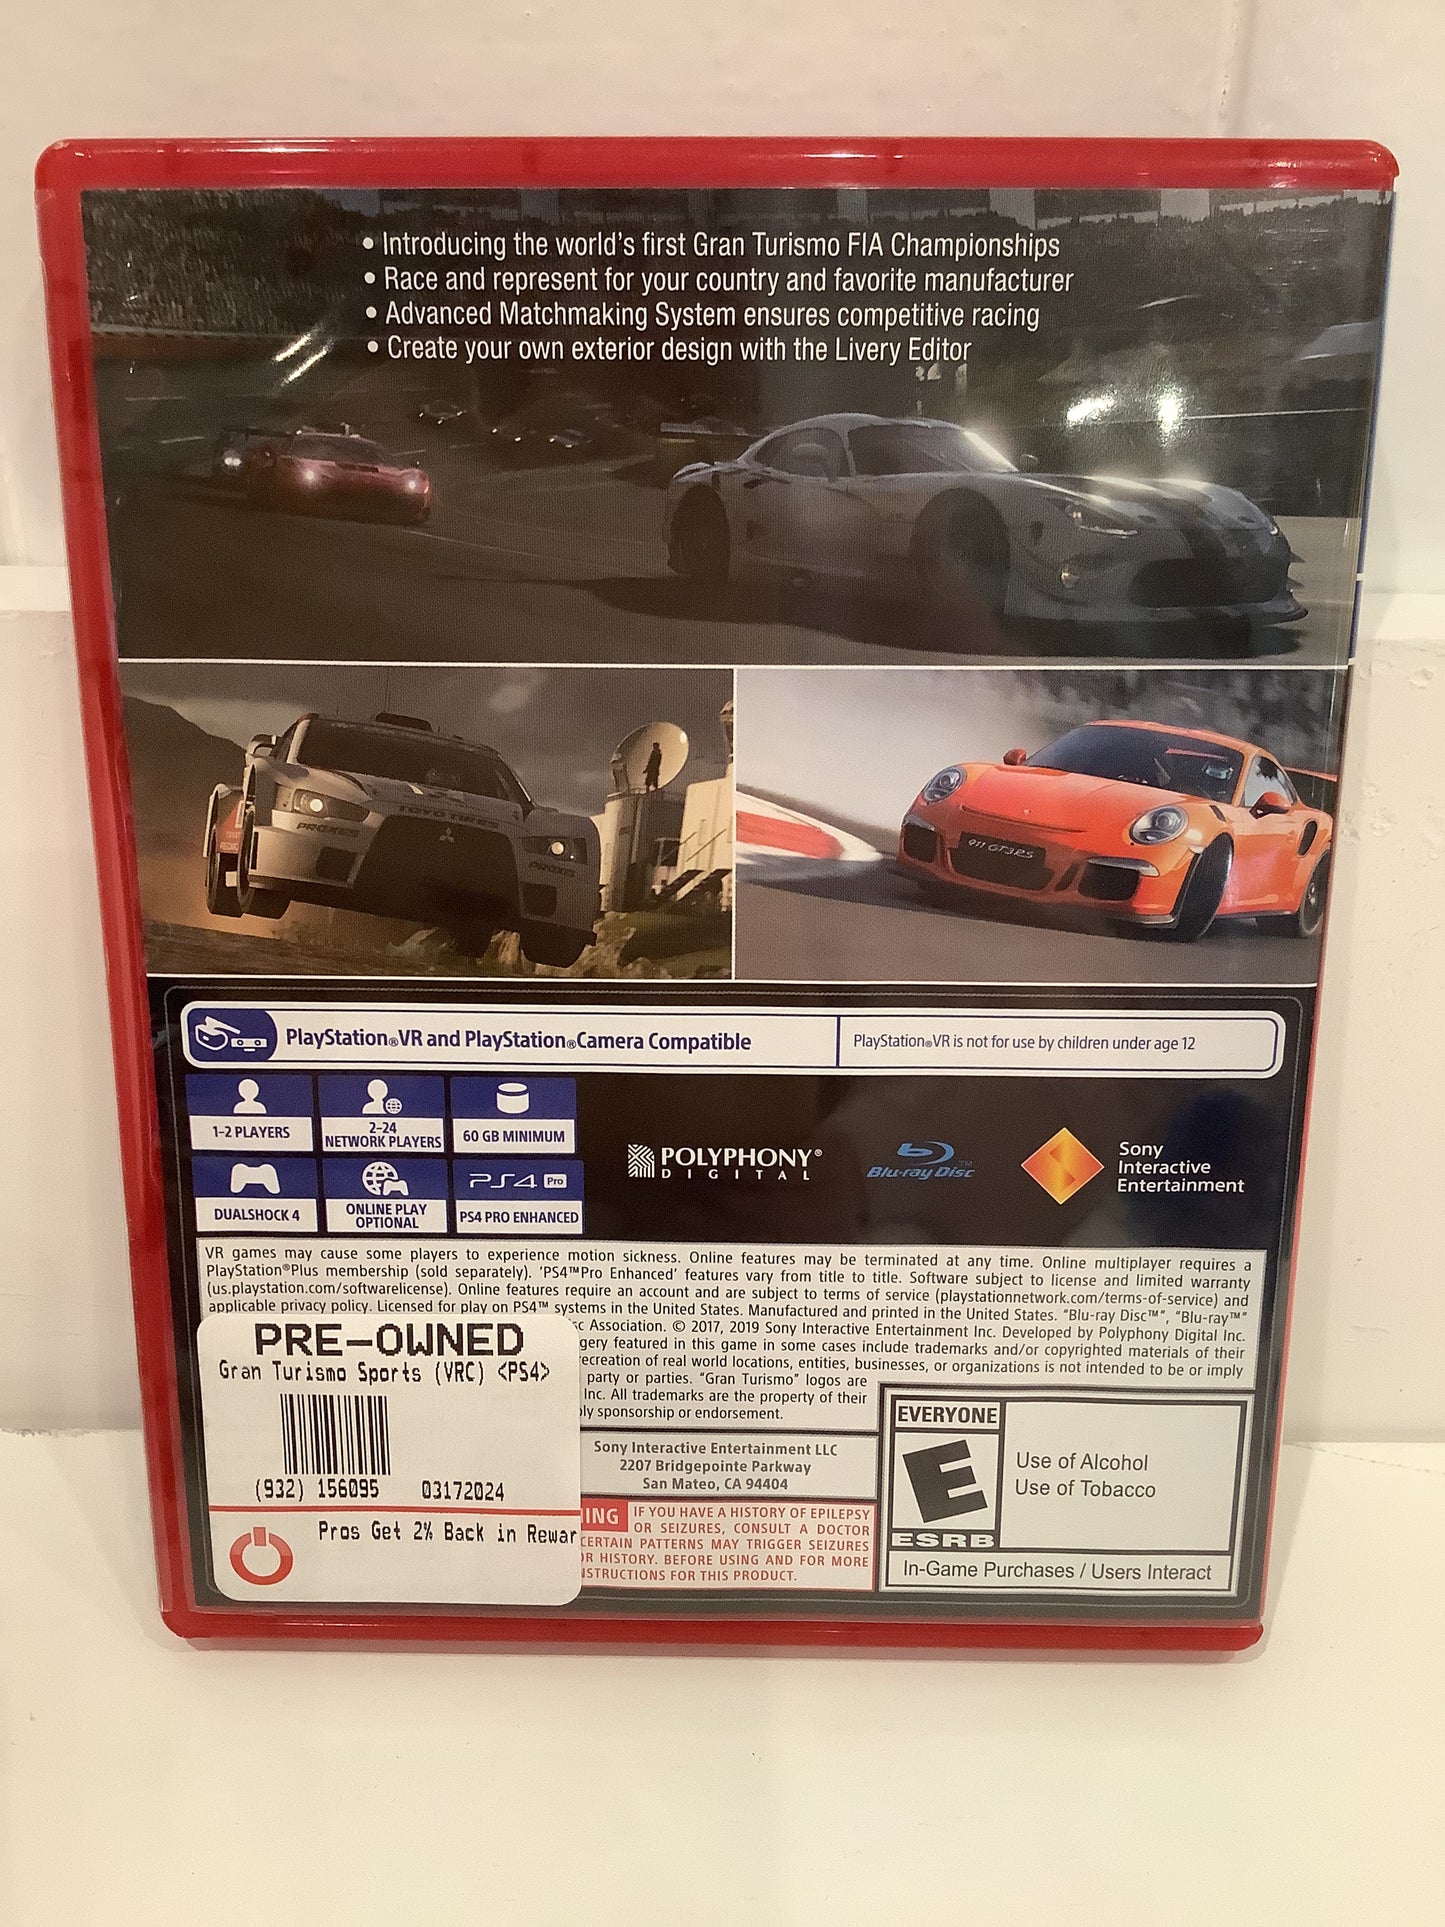 • Introducing the world's first Gran Turismo FIA Championships
• Race and represent for your country and favorite manufacturer
• Advanced Matchmaking System ensures competitive racing
• Create your own exterior design with the Livery Editor
TOYO TIRES
PROXES
PROXES
911 GT3RS
PlayStation®VR and PlayStation®Camera Compatible
PlayStation®VR is not for use by children under age 12
1-2 PLAYERS
2-24
NETWORK PLAYERS
60 GB MINIMUM
DUALSHOCK 4
ONLINE PLAY
OPTIONAL
PS4 Pro
PS4 PRO ENHANCED
POLYPHONY®
DIGITAL
Blu-ray Disc™
Sony
Interactive
Entertainment
VR games may cause some players to experience motion sickness. Online features may be terminated at any time. Online multiplayer requires a
PlayStation®Plus membership (sold separately). 'PS4™Pro Enhanced' features vary from title to title. Software subject to license and limited warranty
(us.playstation.com/softwarelicense). Online features require an account and are subject to terms of service (playstationnetwork.com/terms-of-service) and
applicable privacy policy. Licensed for play on PS4™ systems in the United States. Manufactured and printed in the United States. "Blu-ray Disc™", "Blu-ray™"
sc Association. © 2017, 2019 Sony Interactive Entertainment Inc. Developed by Polyphony Digital Inc.
gery featured in this game in some cases include trademarks and/or copyrighted materials of their
ecreation of real world locations, entities, businesses, or organizations is not intended to be or imply
party or parties. "Gran Turismo" logos are
Inc. All trademarks are the property of their
ly sponsorship or endorsement.
PRE-OWNED
Gran Turismo Sports (VRC) <PS4>
(932) 156095 03172024
Pros Get 2% Back in Rewar
Sony Interactive Entertainment LLC
2207 Bridgepointe Parkway
San Mateo, CA 94404
ING IF YOU HAVE A HISTORY OF EPILEPSY
OR SEIZURES, CONSULT A DOCTOR
CERTAIN PATTERNS MAY TRIGGER SEIZURES
OR HISTORY. BEFORE USING AND FOR MORE
STRUCTIONS FOR THIS PRODUCT.
EVERYONE
E
ESRB
Use of Alcohol
Use of Tobacco
In-Game Purchases / Users Interact